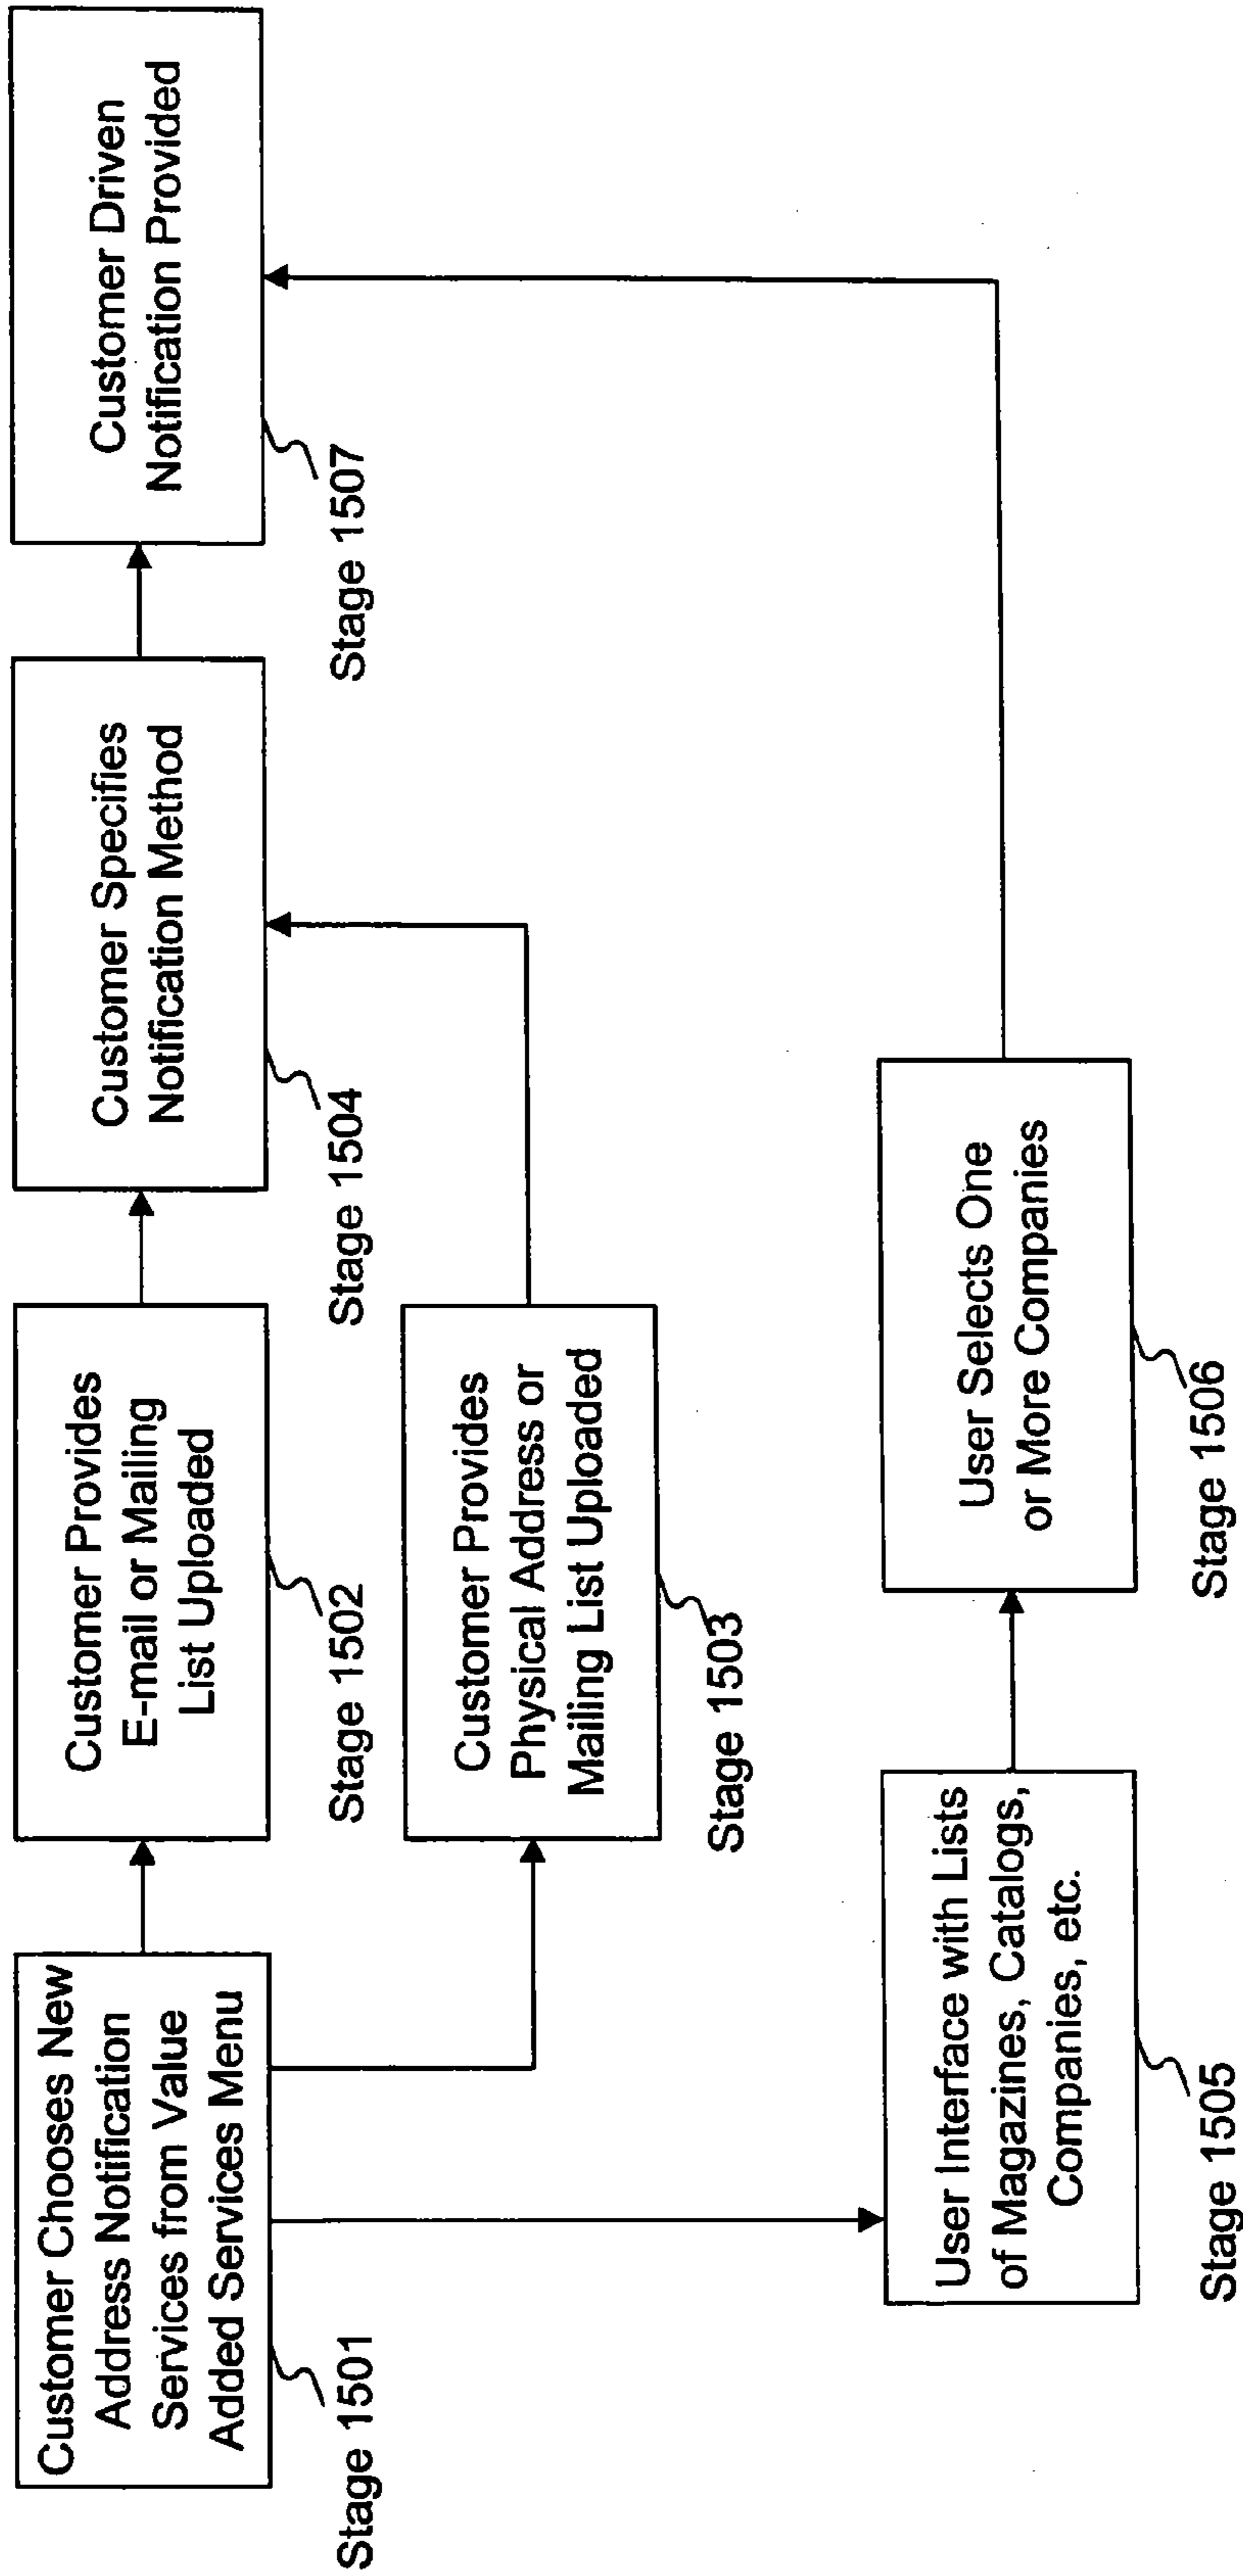 Customer Chooses New
Address Notification
Services from Value
Added Services Menu
Stage 1501
Customer Provides
E-mail or Mailing
List Uploaded
Stage 1502
Customer Specifies
Notification Method
Stage 1504
Customer Driven
Notification Provided
Stage 1507
Customer Provides
Physical Address or
Mailing List Uploaded
Stage 1503
User Interface with Lists
of Magazines, Catalogs,
Companies, etc.
Stage 1505
User Selects One
or More Companies
Stage 1506